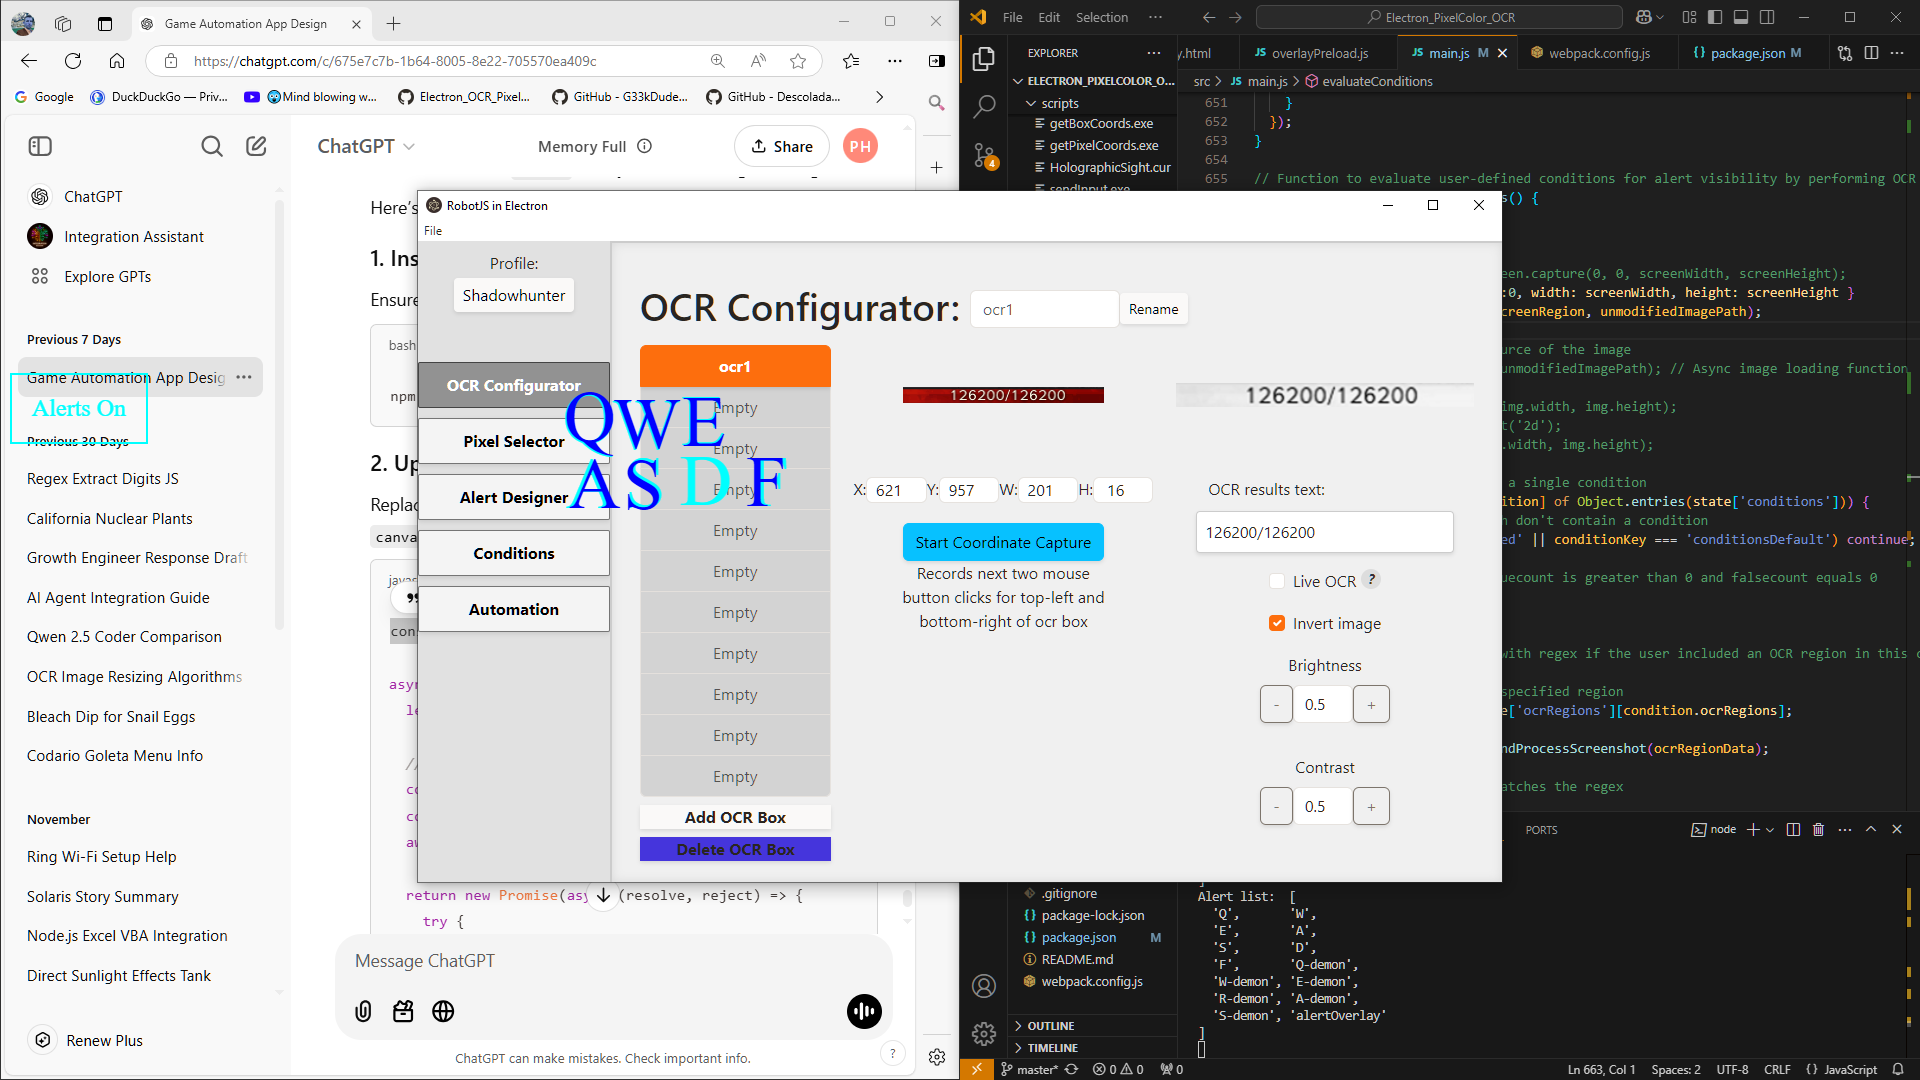 Game Automation App Design
https://chatgpt.com/c/675e7c7b-1b64-8005-8e22-705570ea409c
Google
DuckDuckGo — Priv...
Mind blowing w...
Electron_OCR_Pixel...
GitHub - G33kDude...
GitHub - Descolada...
ChatGPT
Memory Full
Share
PH
ChatGPT
Integration Assistant
Explore GPTs
Previous 7 Days
Game Automation App Desig
Alerts On
Previous 30 Days
Regex Extract Digits JS
California Nuclear Plants
Growth Engineer Response Draft
AI Agent Integration Guide
Qwen 2.5 Coder Comparison
OCR Image Resizing Algorithms
Bleach Dip for Snail Eggs
Codario Goleta Menu Info
November
Ring Wi-Fi Setup Help
Solaris Story Summary
Node.js Excel VBA Integration
Direct Sunlight Effects Tank
Renew Plus
Here's
1. Ins
Ensure
bash
npm
2. Up
Replac
canva
javas
cons
asyn
le
//
co
co
aw
return new Promise(asy (resolve, reject) => {
try {
Message ChatGPT
ChatGPT can make mistakes. Check important info.
?
RobotJS in Electron
File
Profile:
Shadowhunter
OCR Configurator
Pixel Selector
Alert Designer
Conditions
Automation
QWE
AS D F
OCR Configurator:
ocr1
Rename
ocr1
Empty
Empty
Empty
Empty
Empty
Empty
Empty
Empty
Empty
Empty
Add OCR Box
Delete OCR Box
126200/126200
126200/126200
X: 621 Y: 957 W: 201 H: 16
Start Coordinate Capture
Records next two mouse
button clicks for top-left and
bottom-right of ocr box
OCR results text:
126200/126200
Live OCR ?
Invert image
Brightness
- 0.5 +
Contrast
- 0.5 +
File Edit Selection ...
Electron_PixelColor_OCR
EXPLORER
ELECTRON_PIXELCOLOR_O...
scripts
getBoxCoords.exe
getPixelCoords.exe
HolographicSight.cur
sendInput.exe
.gitignore
package-lock.json
package.json M
README.md
webpack.config.js
OUTLINE
TIMELINE
y.html
JS overlayPreload.js
JS main.js M
webpack.config.js
package.json M
src > JS main.js > evaluateConditions
651 }
652 });
653 }
654
655 // Function to evaluate user-defined conditions for alert visibility by performing OCR
s() {
een.capture(0, 0, screenWidth, screenHeight);
:0, width: screenWidth, height: screenHeight }
creenRegion, unmodifiedImagePath);
urce of the image
unmodifiedImagePath); // Async image loading function
img.width, img.height);
t('2d');
.width, img.height);
a single condition
dition] of Object.entries(state['conditions'])) {
n don't contain a condition
ed' || conditionKey === 'conditionsDefault') continue;
uecount is greater than 0 and falsecount equals 0
with regex if the user included an OCR region in this c
specified region
e['ocrRegions'][condition.ocrRegions];
ndProcessScreenshot(ocrRegionData);
atches the regex
PORTS
node
]
Alert list: [
'Q', 'W',
'E', 'A',
'S', 'D',
'F', 'Q-demon',
'W-demon', 'E-demon',
'R-demon', 'A-demon',
'S-demon', 'alertOverlay'
]
4
master* 0 0 0
Ln 663, Col 1 Spaces: 2 UTF-8 CRLF {} JavaScript